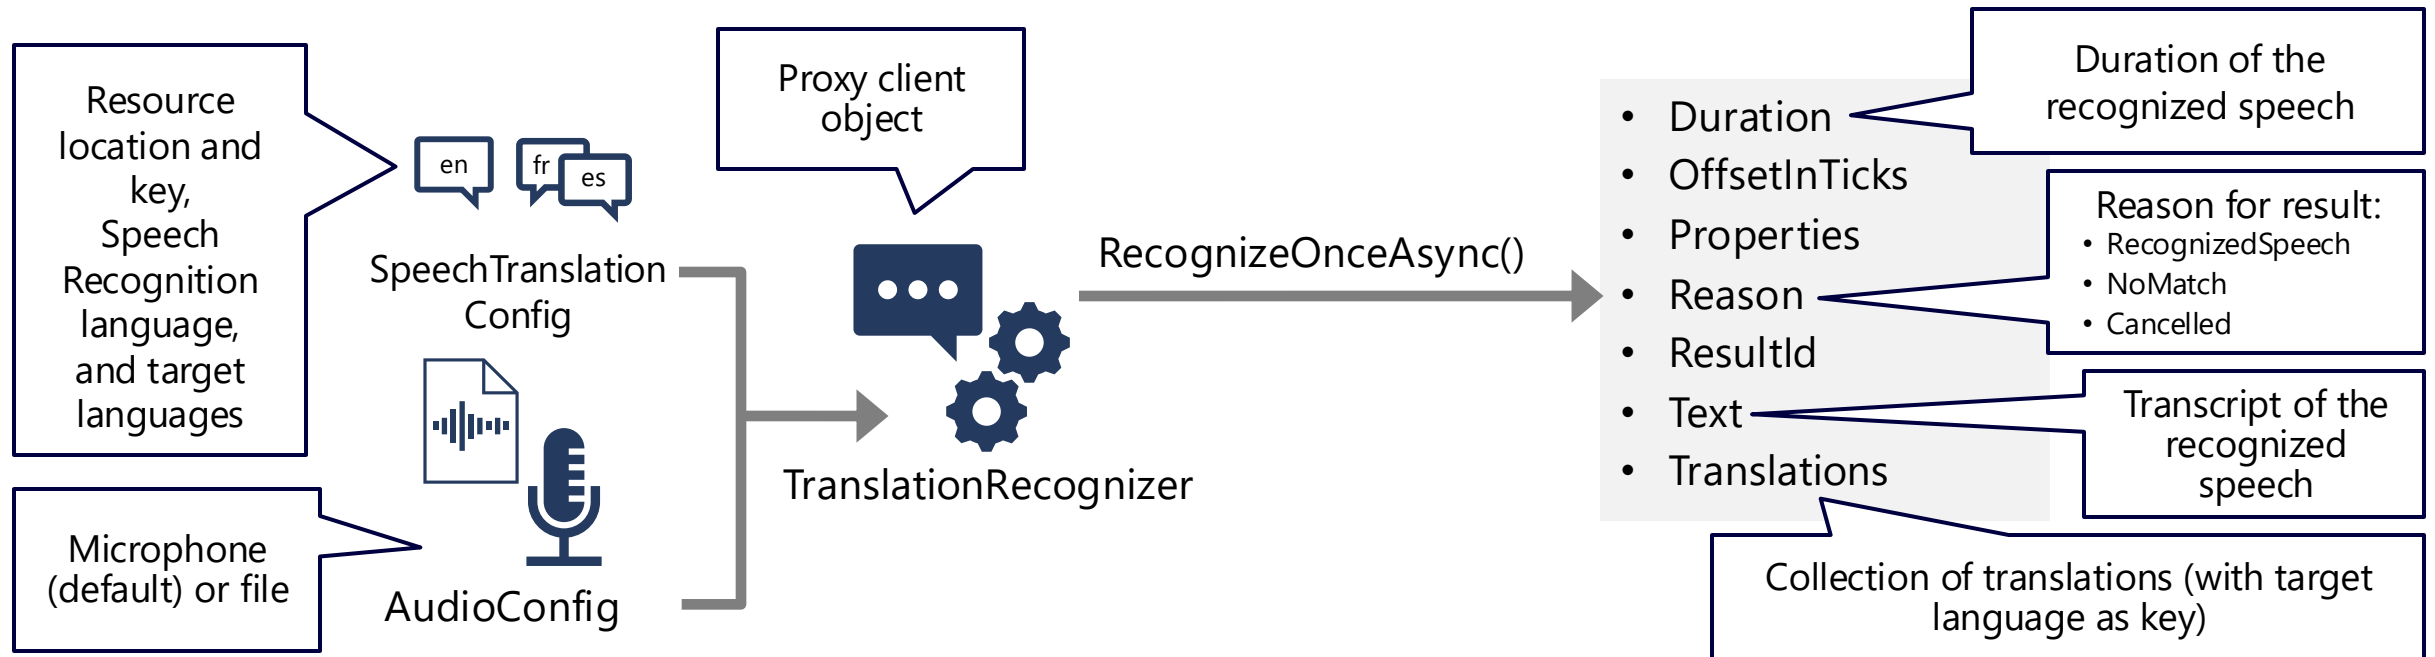 Resource
location and
key,
Speech
Recognition
language,
and target
languages
en
fr
es
SpeechTranslation
Config
Microphone
(default) or file
AudioConfig
Proxy client
object
TranslationRecognizer
RecognizeOnceAsync()
• Duration
• OffsetInTicks
• Properties
• Reason
• ResultId
• Text
• Translations
Duration of the
recognized speech
Reason for result:
• RecognizedSpeech
• NoMatch
• Cancelled
Transcript of the
recognized
speech
Collection of translations (with target
language as key)